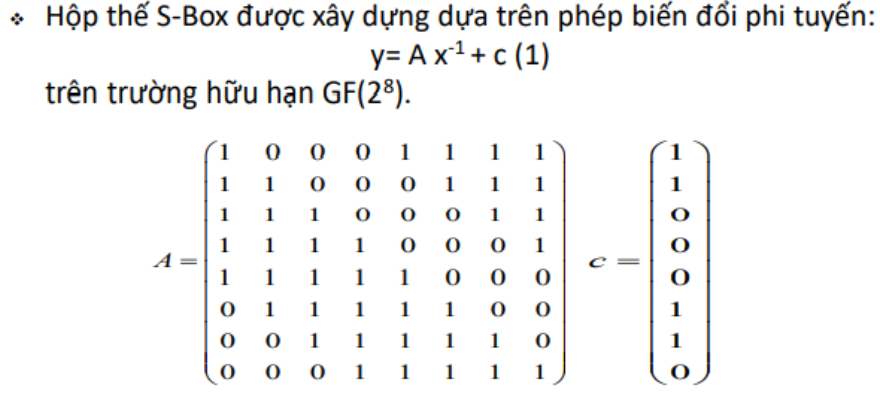 ❖ Hộp thế S-Box được xây dựng dựa trên phép biến đổi phi tuyến:
y= A x⁻¹ + c (1)
trên trường hữu hạn GF(2⁸).
1 0 0 0 1 1 1 1 1
1 1 0 0 0 1 1 1 1
1 1 1 0 0 0 1 1 0
1 1 1 1 0 0 0 1 0
A = c =
1 1 1 1 1 0 0 0 0
0 1 1 1 1 1 0 0 1
0 0 1 1 1 1 1 0 1
0 0 0 1 1 1 1 1 0